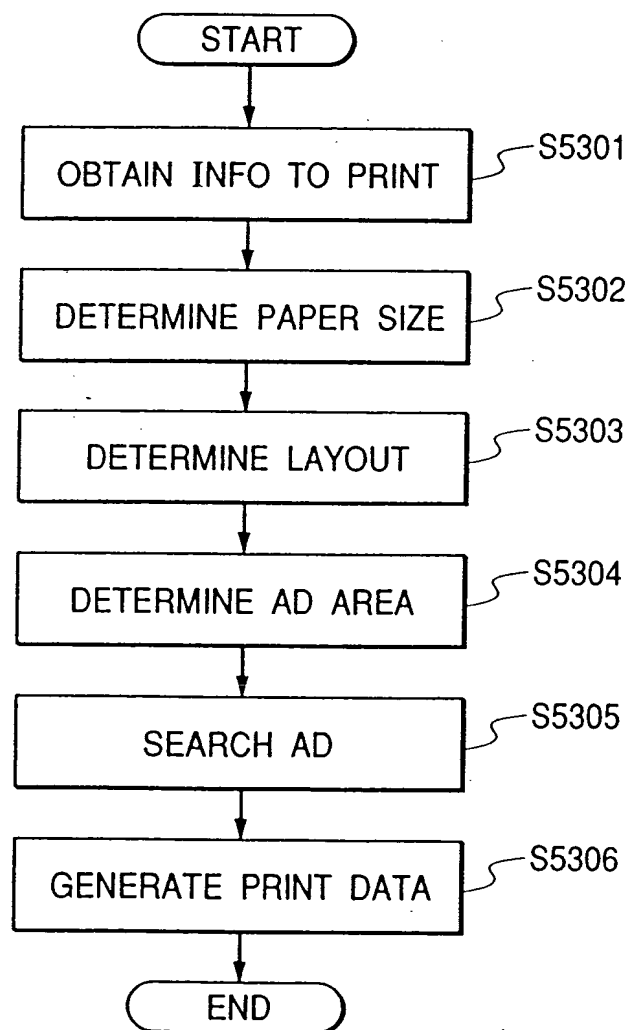 START
OBTAIN INFO TO PRINT
S5301
DETERMINE PAPER SIZE
S5302
DETERMINE LAYOUT
S5303
DETERMINE AD AREA
S5304
SEARCH AD
S5305
GENERATE PRINT DATA
S5306
END